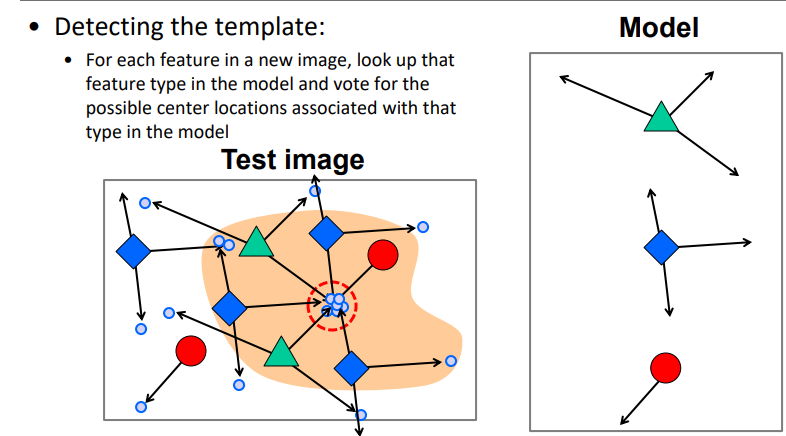 • Detecting the template:
• For each feature in a new image, look up that
feature type in the model and vote for the
possible center locations associated with that
type in the model
Test image
Model